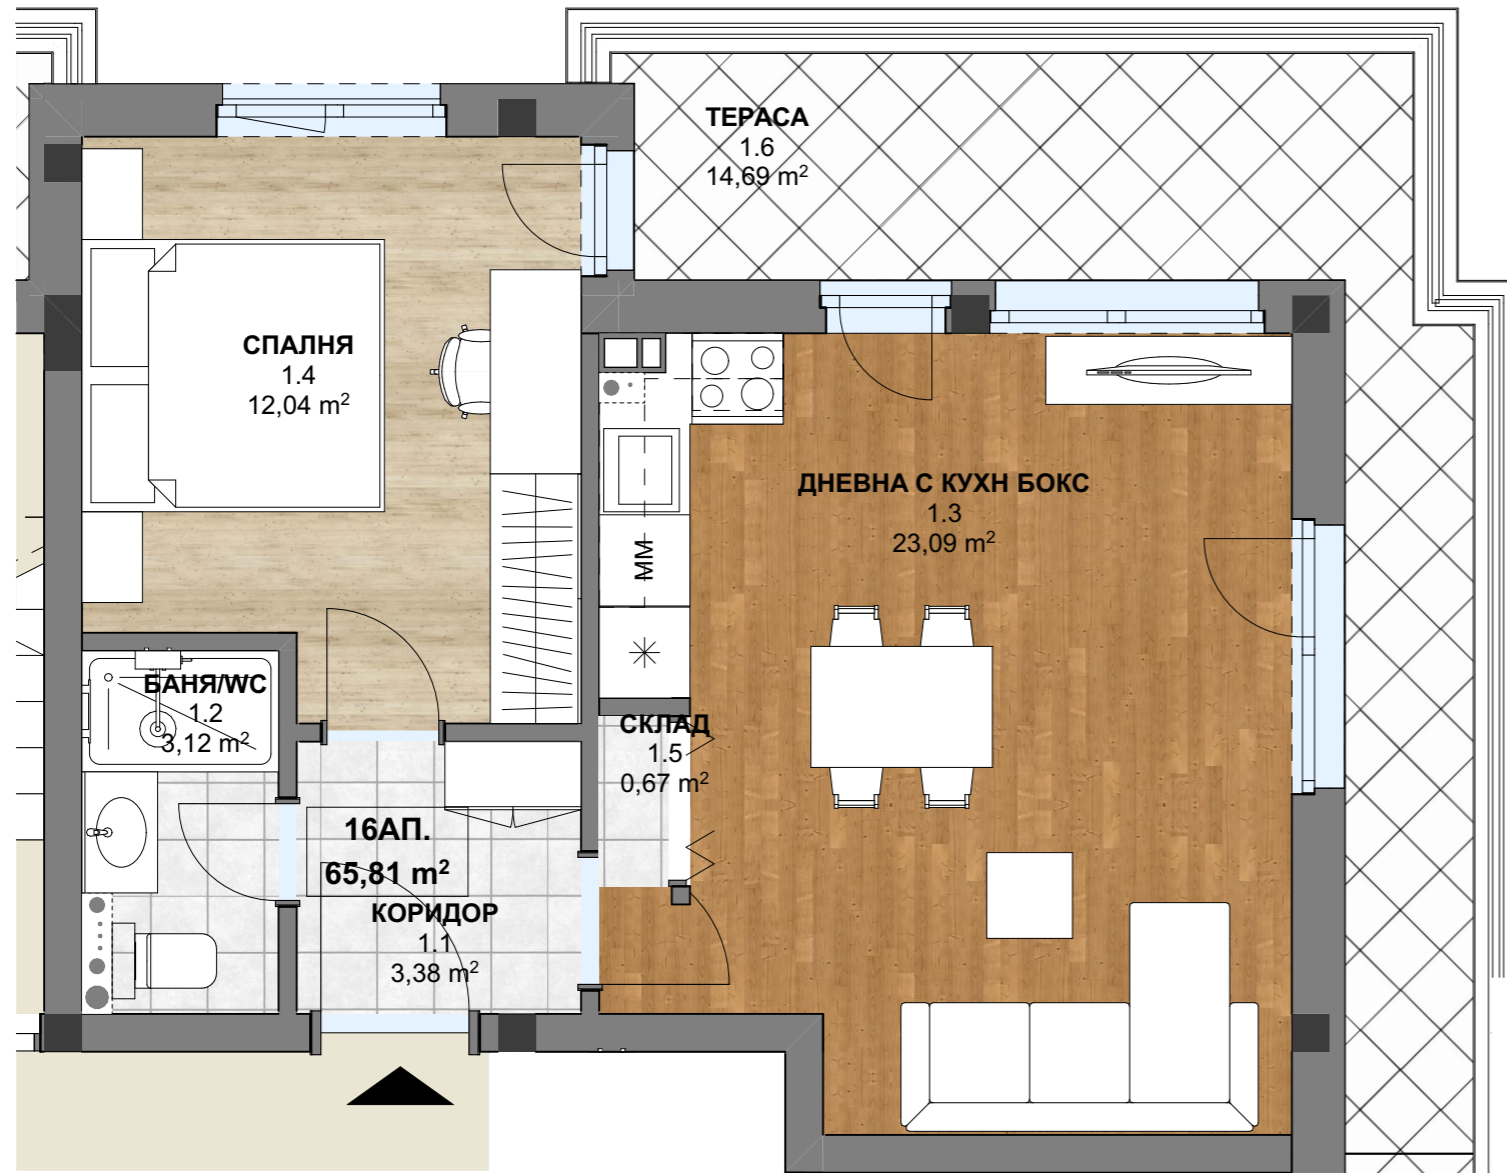 ТЕРАСА
1.6
14,69 m²
СПАЛНЯ
1.4
12,04 m²
ДНЕВНА С КУХН БОКС
1.3
23,09 m²
ММ
БАНЯ/WC
1.2
3,12 m²
СКЛАД
1.5
0,67 m²
16АП.
65,81 m²
КОРИДОР
1.1
3,38 m²